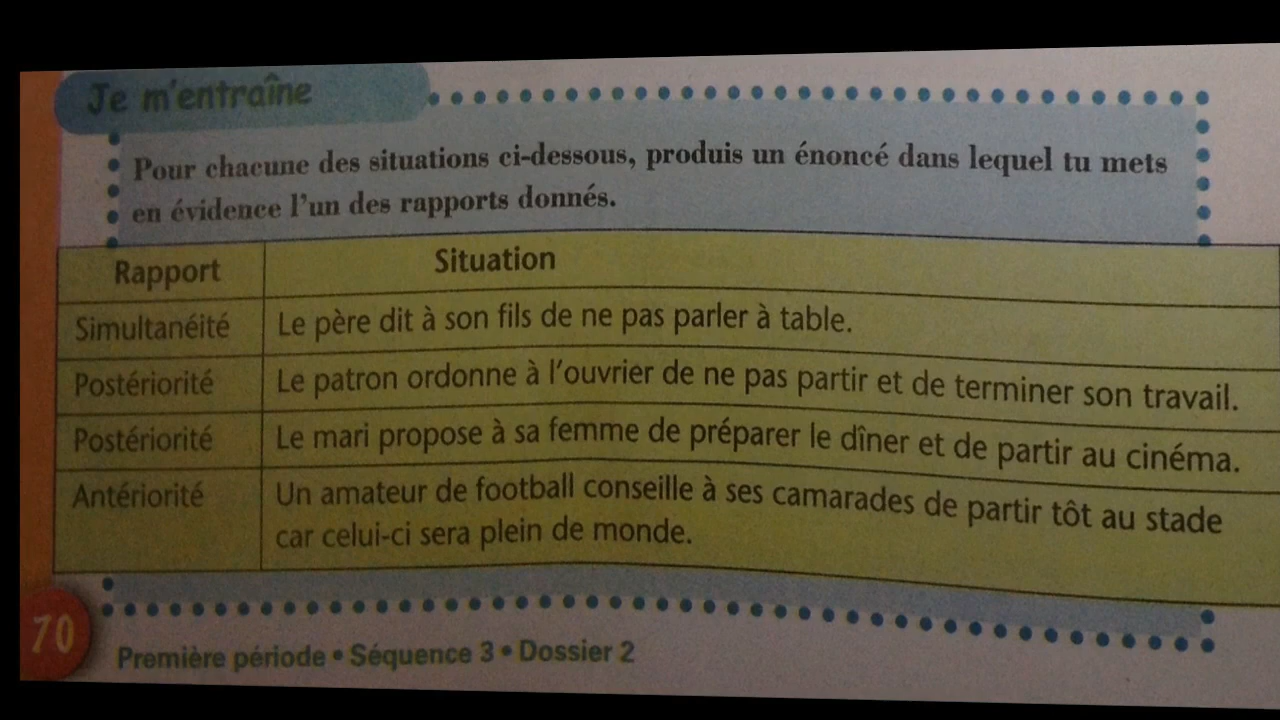 Je m'entraîne
Pour chacune des situations ci-dessous, produis un énoncé dans lequel tu mets
en évidence l'un des rapports donnés.
Rapport Situation
Simultanéité Le père dit à son fils de ne pas parler à table.
Postériorité Le patron ordonne à l'ouvrier de ne pas partir et de terminer son travail.
Postériorité Le mari propose à sa femme de préparer le dîner et de partir au cinéma.
Antériorité Un amateur de football conseille à ses camarades de partir tôt au stade
car celui-ci sera plein de monde.
70
Première période • Séquence 3 • Dossier 2